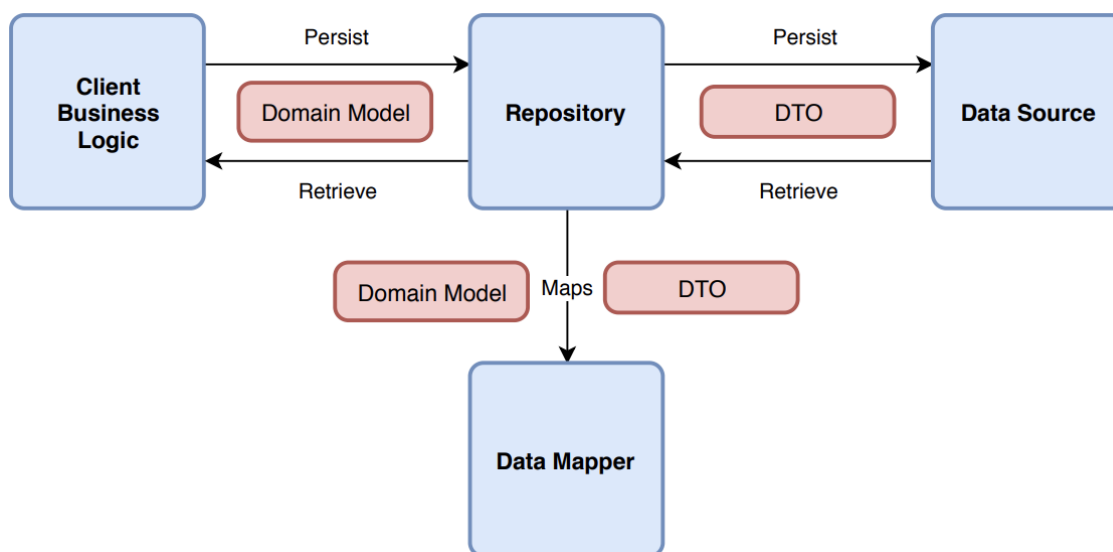 Persist
Persist
Client
Business
Logic
Domain Model
Repository
DTO
Data Source
Retrieve
Retrieve
Domain Model
Maps
DTO
Data Mapper